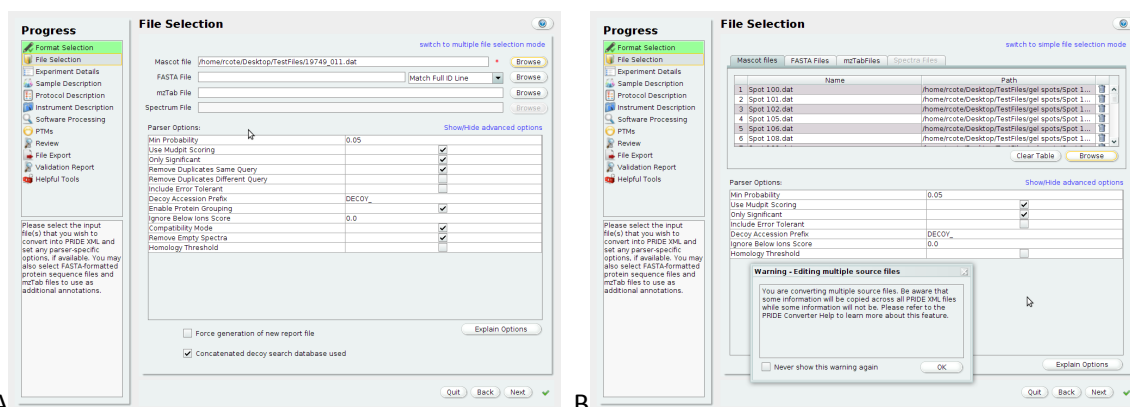 Progress
Format Selection
File Selection
Experiment Details
Sample Description
Protocol Description
Instrument Description
Software Processing
PTMs
Review
File Export
Validation Report
Helpful Tools
Please select the input
file(s) that you wish to
convert into PRIDE XML and
set any parser-specific
options, if available. You may
also select FASTA-formatted
protein sequence files and
mzTab files to use as
additional annotations.
File Selection
switch to multiple file selection mode
Mascot file /home/rcote/Desktop/TestFiles/19749_011.dat * Browse
FASTA File Match Full ID Line Browse
mzTab File Browse
Spectrum File Browse
Parser Options: Show/Hide advanced options
Min Probability 0.05
Use Mudpit Scoring
Only Significant
Remove Duplicates Same Query
Remove Duplicates Different Query
Include Error Tolerant
Decoy Accession Prefix DECOY_
Enable Protein Grouping
Ignore Below Ions Score 0.0
Compatibility Mode
Remove Empty Spectra
Homology Threshold
Force generation of new report file
Explain Options
Concatenated decoy search database used
Quit Back Next
A
Progress
Format Selection
File Selection
Experiment Details
Sample Description
Protocol Description
Instrument Description
Software Processing
PTMs
Review
File Export
Validation Report
Helpful Tools
Please select the input
file(s) that you wish to
convert into PRIDE XML and
set any parser-specific
options, if available. You may
also select FASTA-formatted
protein sequence files and
mzTab files to use as
additional annotations.
File Selection
switch to simple file selection mode
Mascot files FASTA Files mzTabFiles Spectra Files
Name Path
1 Spot 100.dat /home/rcote/Desktop/TestFiles/gel spots/Spot 1...
2 Spot 101.dat /home/rcote/Desktop/TestFiles/gel spots/Spot 1...
3 Spot 102.dat /home/rcote/Desktop/TestFiles/gel spots/Spot 1...
4 Spot 105.dat /home/rcote/Desktop/TestFiles/gel spots/Spot 1...
5 Spot 106.dat /home/rcote/Desktop/TestFiles/gel spots/Spot 1...
6 Spot 108.dat /home/rcote/Desktop/TestFiles/gel spots/Spot 1...
Clear Table Browse
Parser Options: Show/Hide advanced options
Min Probability 0.05
Use Mudpit Scoring
Only Significant
Include Error Tolerant
Decoy Accession Prefix DECOY_
Ignore Below Ions Score 0.0
Homology Threshold
Warning - Editing multiple source files
You are converting multiple source files. Be aware that
some information will be copied across all PRIDE XML files
while some information will not be. Please refer to the
PRIDE Converter Help to learn more about this feature.
Never show this warning again OK
Explain Options
Quit Back Next
B